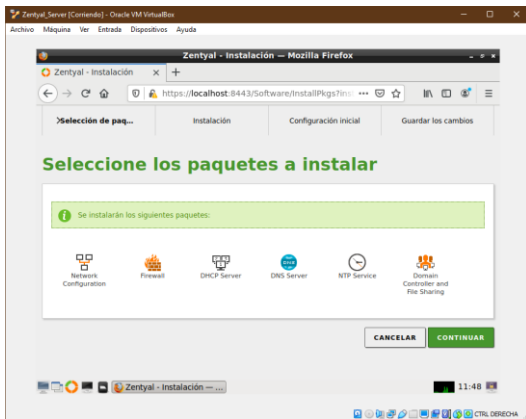 Zentyal_Server [Corriendo] - Oracle VM VirtualBox
Archivo Máquina Ver Entrada Dispositivos Ayuda
Zentyal - Instalación — Mozilla Firefox
Zentyal - Instalación
https://localhost:8443/Software/InstallPkgs?ins
Selección de paq...
Instalación
Configuración inicial
Guardar los cambios
Seleccione los paquetes a instalar
Se instalarán los siguientes paquetes:
Network Configuration
Firewall
DHCP Server
DNS Server
NTP Service
Domain Controller and File Sharing
CANCELAR
CONTINUAR
Zentyal - Instalación — ...]
11:48
CTRL DERECHA